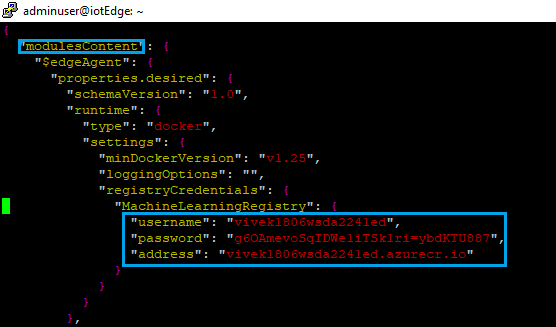 adminuser@iotEdge: ~
{
"modulesContent": {
"$edgeAgent": {
"properties.desired": {
"schemaVersion": "1.0",
"runtime": {
"type": "docker",
"settings": {
"minDockerVersion": "v1.25",
"loggingOptions": "",
"registryCredentials": {
"MachineLearningRegistry": {
"username": "vivek1806wsda2241ed",
"password": "g6OAmevoSqTDWeliTSk1ri=ybdKTU887",
"address": "vivek1806wsda2241ed.azurecr.io"
}
}
},